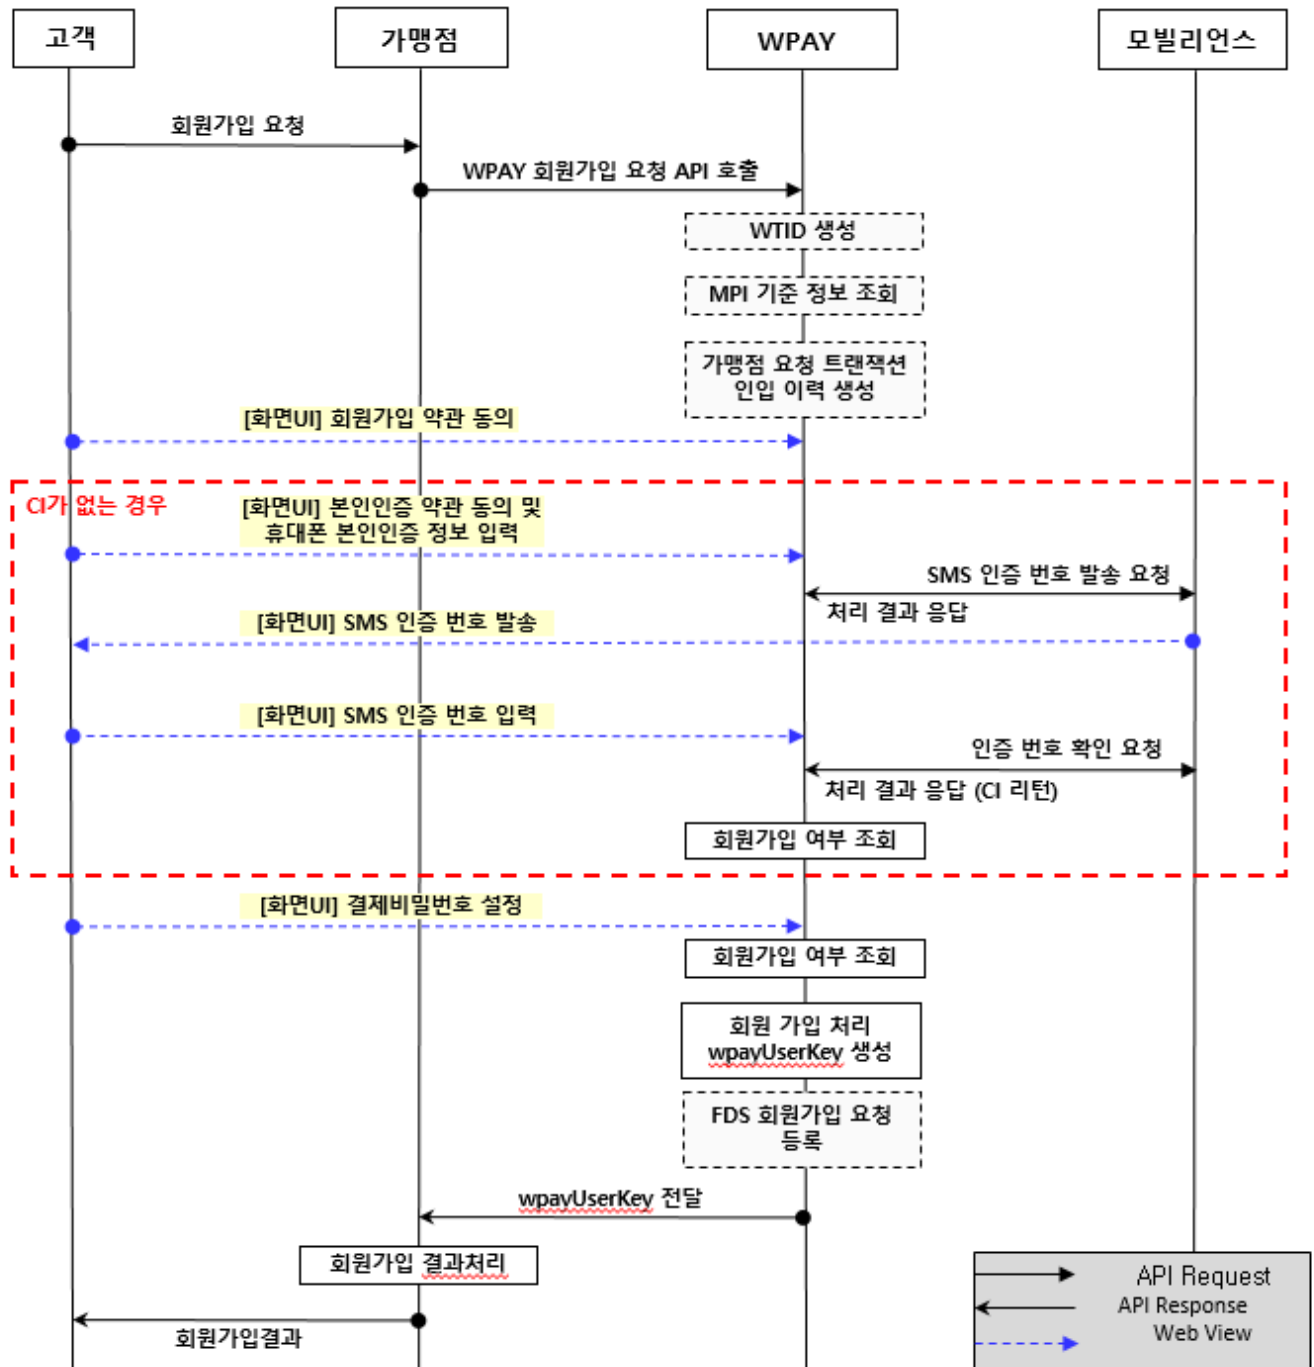 고객
가맹점
WPAY
모빌리언스
회원가입 요청
WPAY 회원가입 요청 API 호출
WTID 생성
MPI 기준 정보 조회
가맹점 요청 트랜잭션
인입 이력 생성
[화면UI] 회원가입 약관 동의
CI가 없는 경우
[화면UI] 본인인증 약관 동의 및
휴대폰 본인인증 정보 입력
SMS 인증 번호 발송 요청
처리 결과 응답
[화면UI] SMS 인증 번호 발송
[화면UI] SMS 인증 번호 입력
인증 번호 확인 요청
처리 결과 응답 (CI 리턴)
회원가입 여부 조회
[화면UI] 결제비밀번호 설정
회원가입 여부 조회
회원 가입 처리
wpayUserKey 생성
FDS 회원가입 요청
등록
wpayUserKey 전달
회원가입 결과처리
회원가입결과
API Request
API Response
Web View